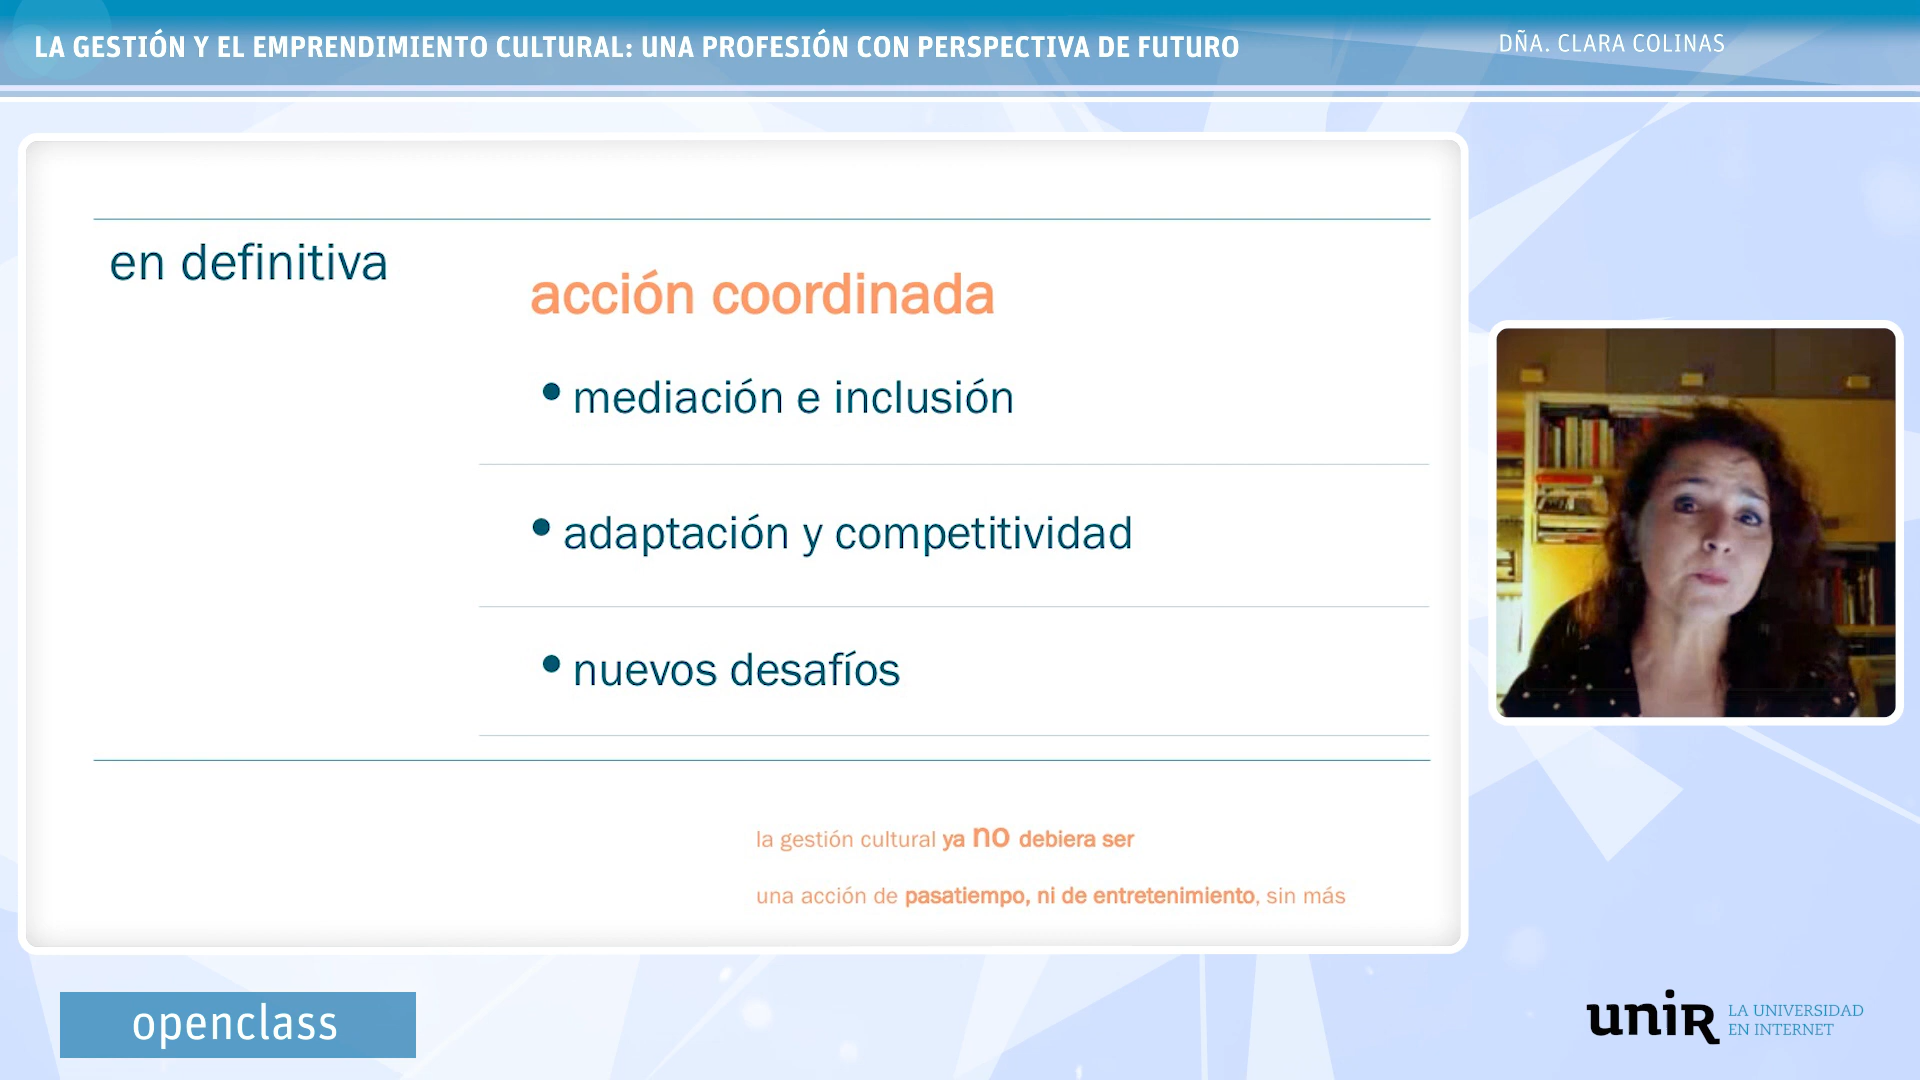 LA GESTIÓN Y EL EMPRENDIMIENTO CULTURAL: UNA PROFESIÓN CON PERSPECTIVA DE FUTURO
DÑA. CLARA COLINAS
en definitiva
acción coordinada
• mediación e inclusión
• adaptación y competitividad
• nuevos desafíos
la gestión cultural ya no debiera ser
una acción de pasatiempo, ni de entretenimiento, sin más
openclass
uniR
LA UNIVERSIDAD
EN INTERNET